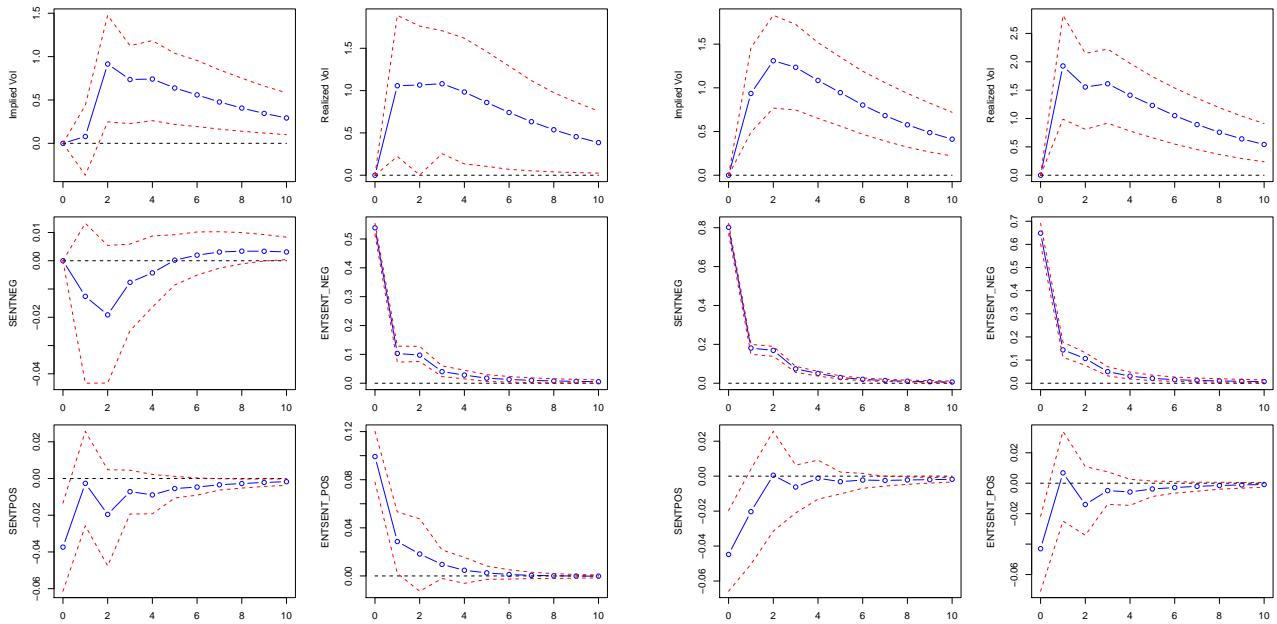 Implied Vol
0.0 0.5 1.0 1.5
0 2 4 6 8 10
Realized Vol
0.0 0.5 1.0 1.5
0 2 4 6 8 10
Implied Vol
0.0 0.5 1.0 1.5
0 2 4 6 8 10
Realized Vol
0.0 0.5 1.0 1.5 2.0 2.5
0 2 4 6 8 10
SENTNEG
−0.04 −0.02 0.00 0.01
0 2 4 6 8 10
ENTSENT_NEG
0.0 0.1 0.2 0.3 0.4 0.5
0 2 4 6 8 10
SENTNEG
0.0 0.2 0.4 0.6 0.8
0 2 4 6 8 10
ENTSENT_NEG
0.0 0.1 0.2 0.3 0.4 0.5 0.6 0.7
0 2 4 6 8 10
SENTPOS
−0.06 −0.04 −0.02 0.00 0.02
0 2 4 6 8 10
ENTSENT_POS
0.00 0.04 0.08 0.12
0 2 4 6 8 10
SENTPOS
−0.06 −0.04 −0.02 0.00 0.02
0 2 4 6 8 10
ENTSENT_POS
−0.06 −0.02 0.00 0.02
0 2 4 6 8 10